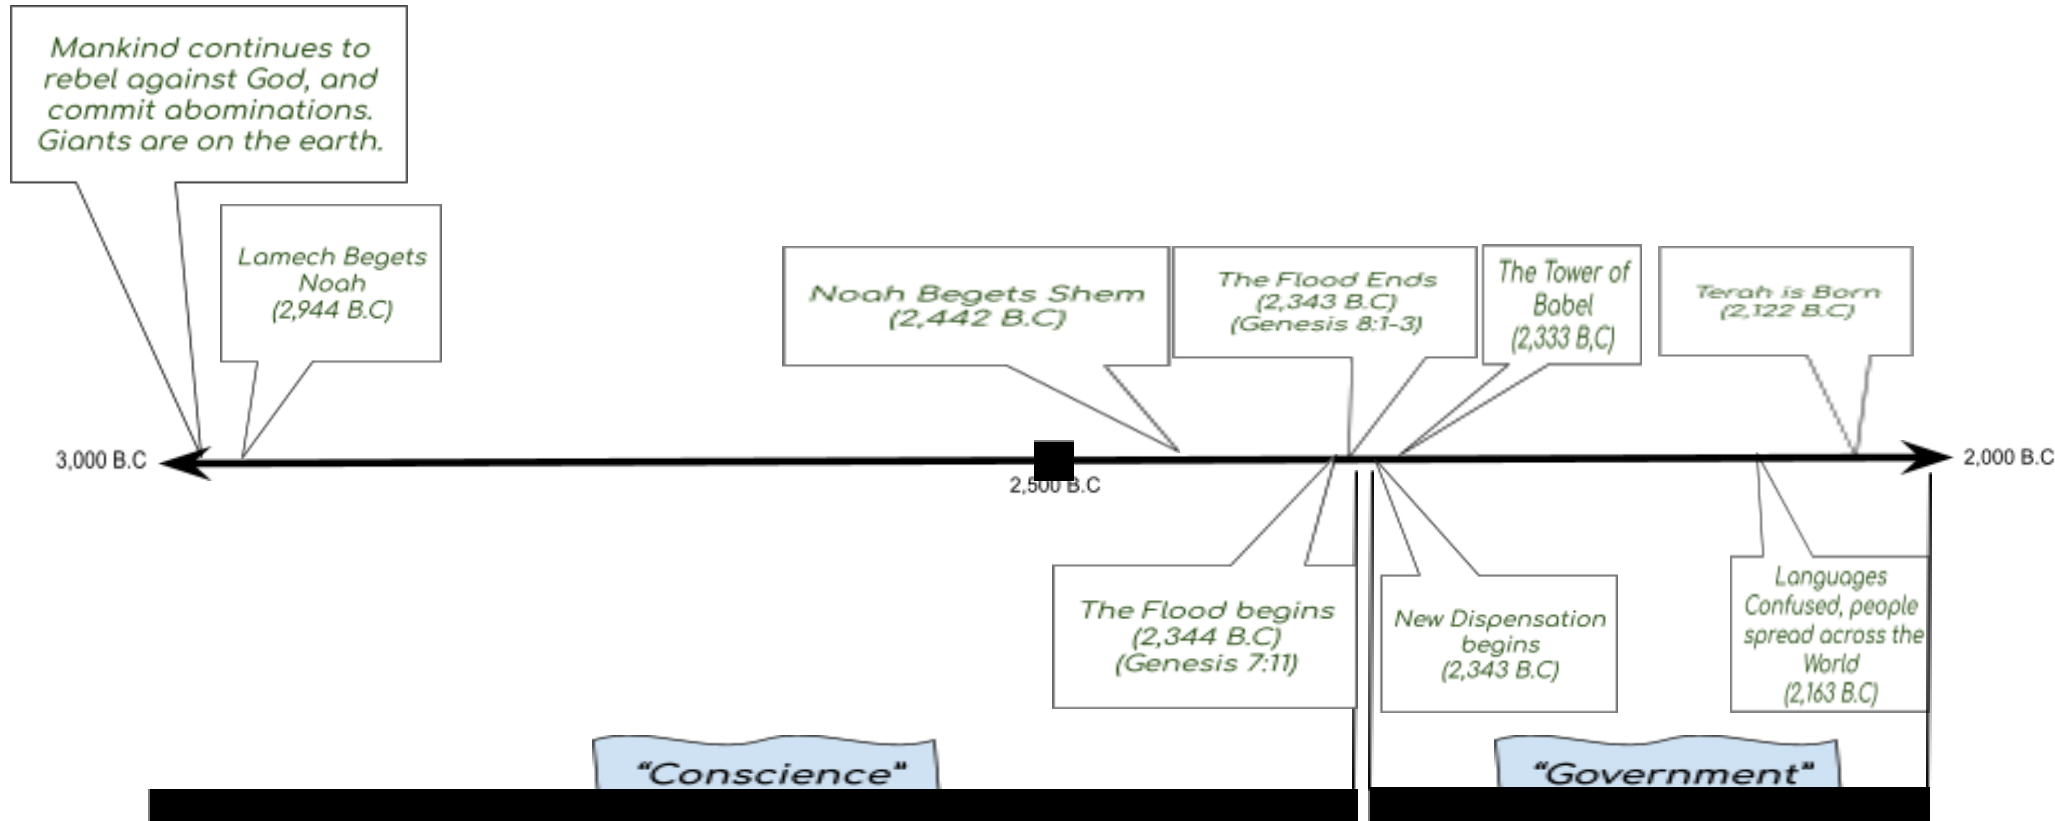 Mankind continues to
rebel against God, and
commit abominations.
Giants are on the earth.
Lamech Begets
Noah
(2,944 B.C)
Noah Begets Shem
(2,442 B.C)
The Flood Ends
(2,343 B.C)
(Genesis 8:1-3)
The Tower of
Babel
(2,333 B,C)
Terah is Born
(2,122 B.C)
3,000 B.C
2,500 B.C
2,000 B.C
The Flood begins
(2,344 B.C)
(Genesis 7:11)
New Dispensation
begins
(2,343 B.C)
Languages
Confused, people
spread across the
World
(2,163 B.C)
“Conscience"
“Government"